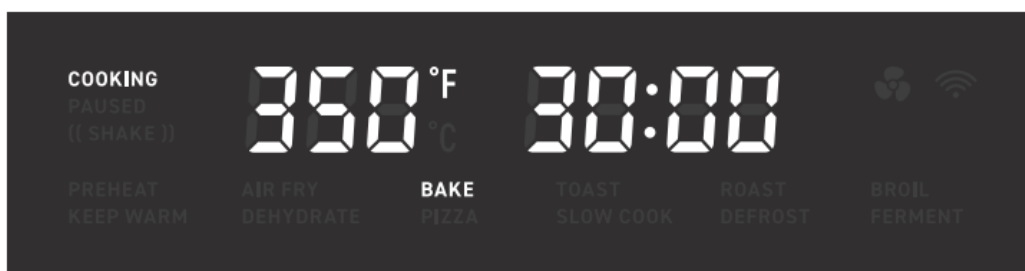 COOKING 350°F 30:00
PAUSED
(( SHAKE )) °C
PREHEAT AIR FRY BAKE TOAST ROAST BROIL
KEEP WARM DEHYDRATE PIZZA SLOW COOK DEFROST FERMENT